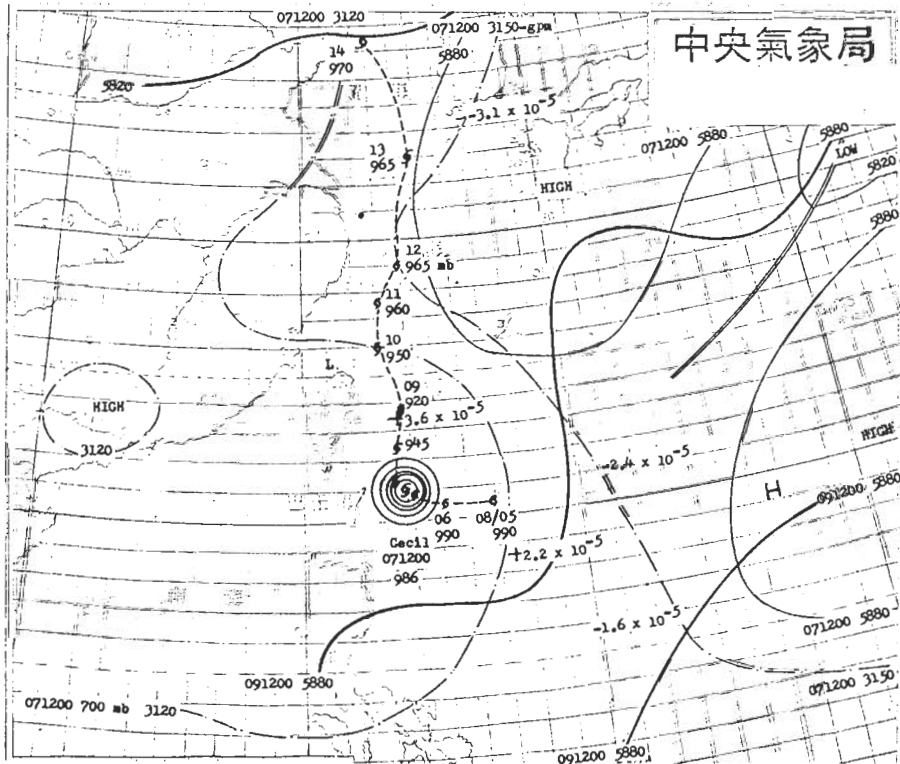 071200 3120
071200 3150-gpm
中央氣象局
14
970
5880
5820
-3.1 x 10-5
13
965
071200 5880
5880
LOW
HIGH
5820
5880
12
965 mb
11
960
10
950
L
09
920
3.6 x 10-5
HIGH
3120
945
HIGH
-2.4 x 10-5
H
091200 5880
06
990
08/05
990
Cecil
071200
986
+2.2 x 10-5
-1.6 x 10-5
071200 5880
091200 5880
071200 3150
071200 700 mb 3120
091200 5880